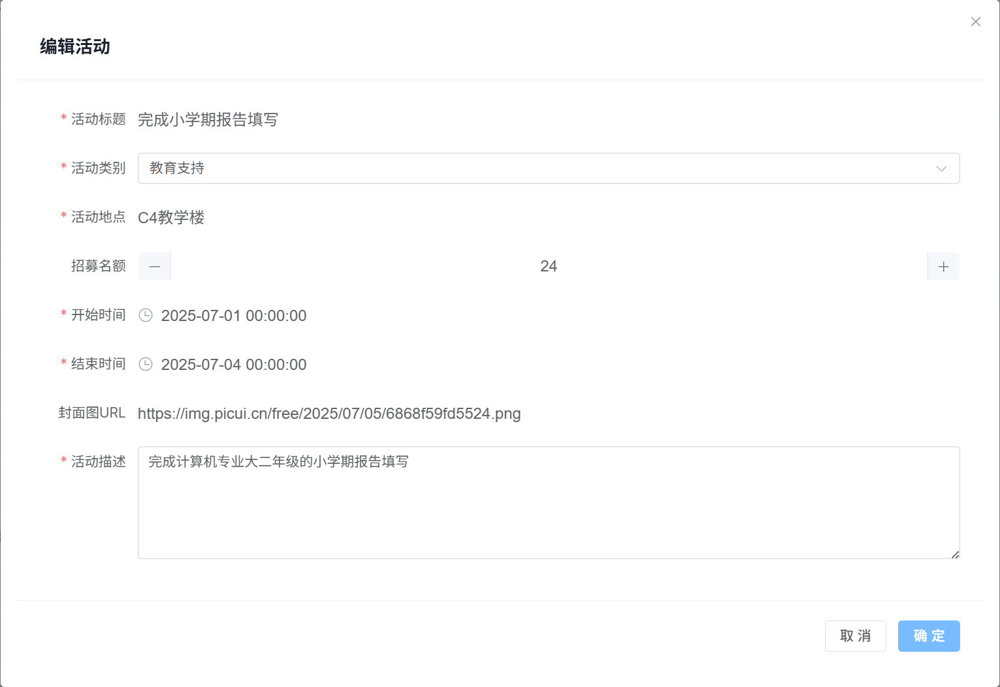 编辑活动
* 活动标题 完成小学期报告填写
* 活动类别 教育支持
* 活动地点 C4教学楼
招募名额 24
* 开始时间 2025-07-01 00:00:00
* 结束时间 2025-07-04 00:00:00
封面图URL https://img.picui.cn/free/2025/07/05/6868f59fd5524.png
* 活动描述 完成计算机专业大二年级的小学期报告填写
取消 确定